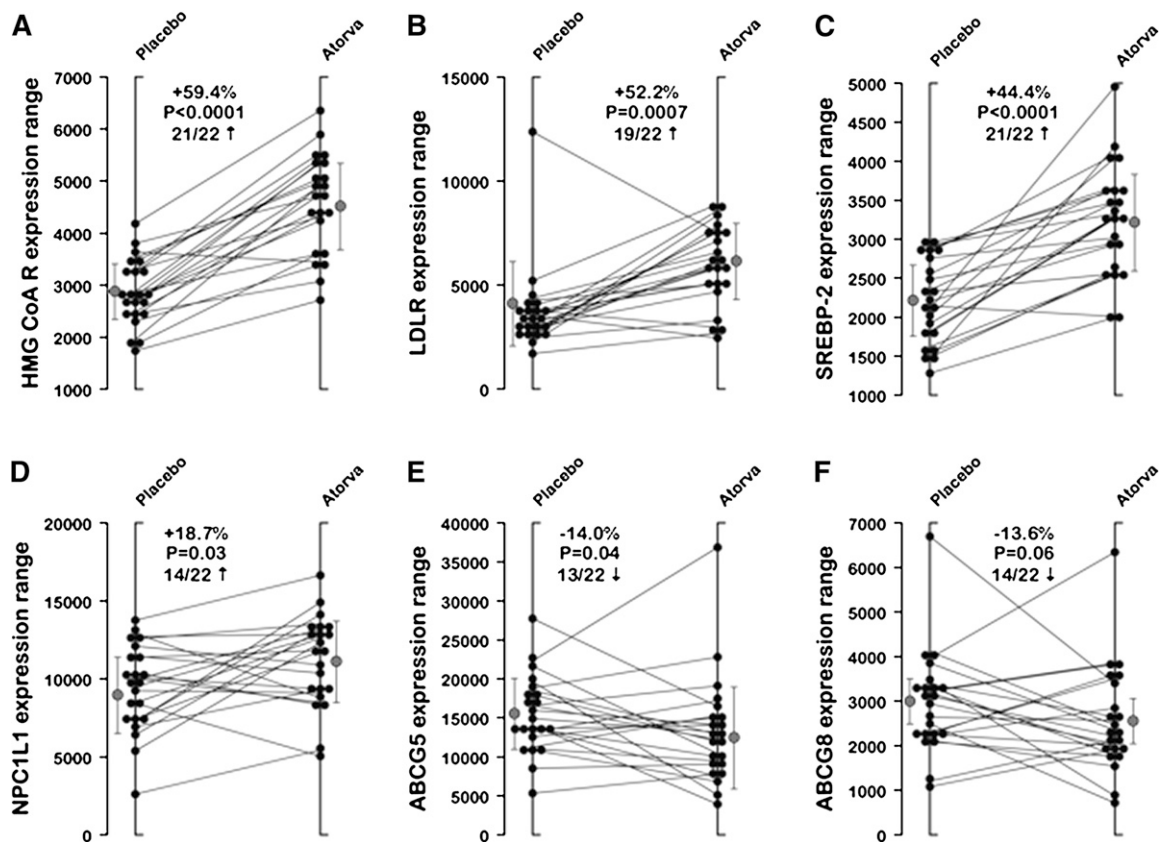 A
Placebo
Atorva
HMG CoA R expression range
7000
6000
5000
4000
3000
2000
1000
+59.4%
P<0.0001
21/22 ↑
B
Placebo
Atorva
LDLR expression range
15000
10000
5000
0
+52.2%
P=0.0007
19/22 ↑
C
Placebo
Atorva
SREBP-2 expression range
5000
4500
4000
3500
3000
2500
2000
1500
1000
+44.4%
P<0.0001
21/22 ↑
D
Placebo
Atorva
NPC1L1 expression range
20000
15000
10000
5000
0
+18.7%
P=0.03
14/22 ↑
E
Placebo
Atorva
ABCG5 expression range
40000
35000
30000
25000
20000
15000
10000
5000
0
-14.0%
P=0.04
13/22 ↓
F
Placebo
Atorva
ABCG8 expression range
7000
6000
5000
4000
3000
2000
1000
0
-13.6%
P=0.06
14/22 ↓